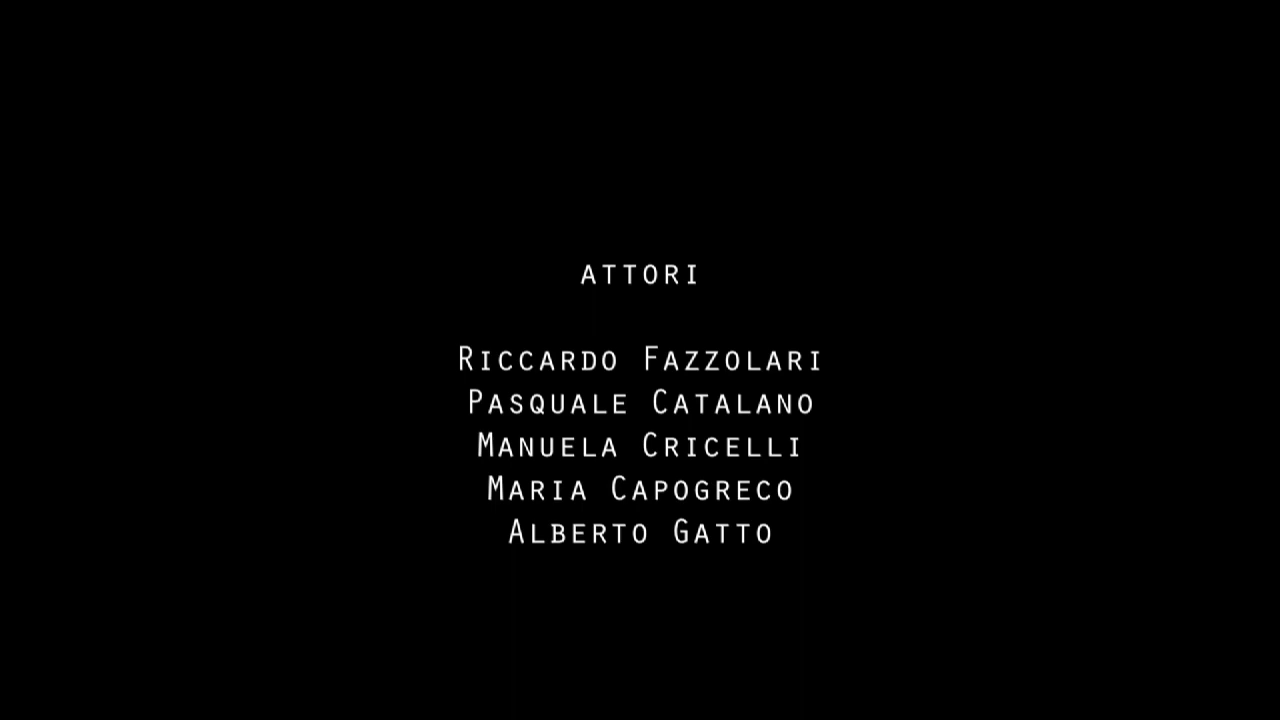 ATTORI
RICCARDO FAZZOLARI
PASQUALE CATALANO
MANUELA CRICELLI
MARIA CAPOGRECO
ALBERTO GATTO